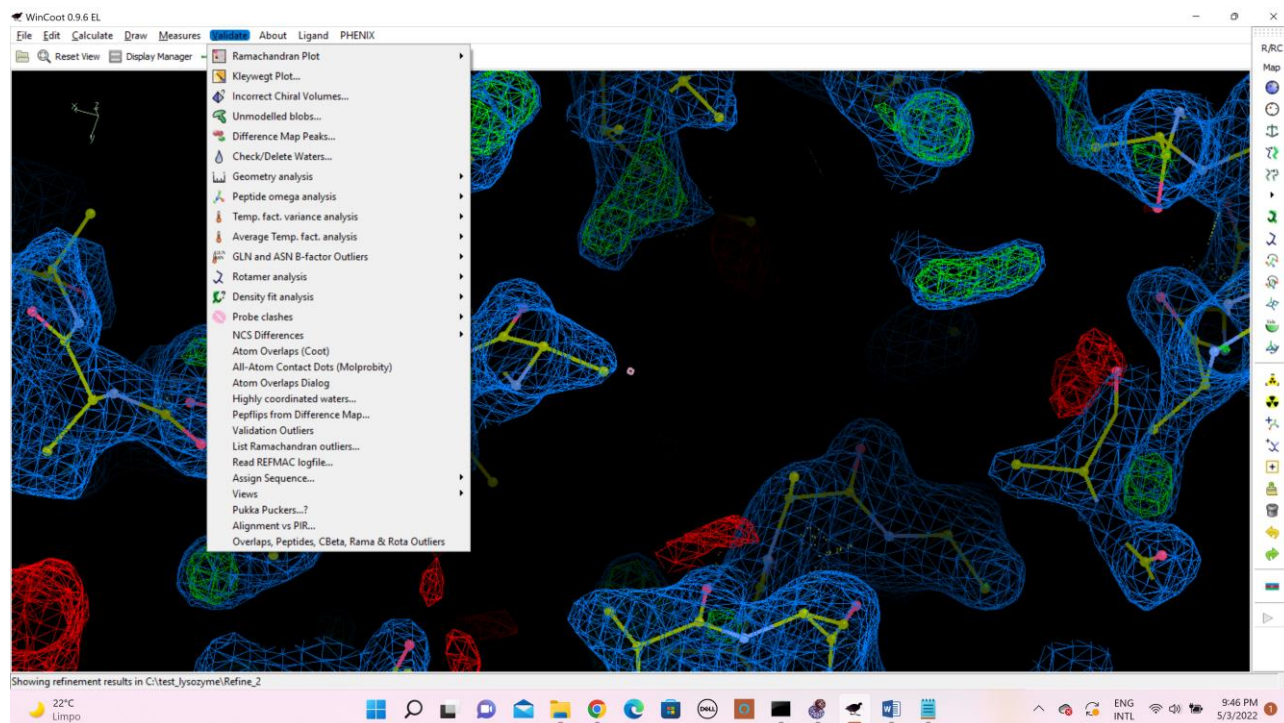 WinCoot 0.9.6 EL
File Edit Calculate Draw Measures Validate About Ligand PHENIX
Reset View Display Manager
R/RC
Map
Ramachandran Plot
Kleywegt Plot...
Incorrect Chiral Volumes...
Unmodelled blobs...
Difference Map Peaks...
Check/Delete Waters...
Geometry analysis
Peptide omega analysis
Temp. fact. variance analysis
Average Temp. fact. analysis
GLN and ASN B-factor Outliers
Rotamer analysis
Density fit analysis
Probe clashes
NCS Differences
Atom Overlaps (Coot)
All-Atom Contact Dots (Molprobity)
Atom Overlaps Dialog
Highly coordinated waters...
Pepflips from Difference Map...
Validation Outliers
List Ramachandran outliers...
Read REFMAC logfile...
Assign Sequence...
Views
Pukka Puckers...?
Alignment vs PIR...
Overlaps, Peptides, CBeta, Rama & Rota Outliers
Showing refinement results in C:\test_lysozyme\Refine_2
22°C
Limpo
DELL
ENG
INTL
9:46 PM
5/3/2022
1